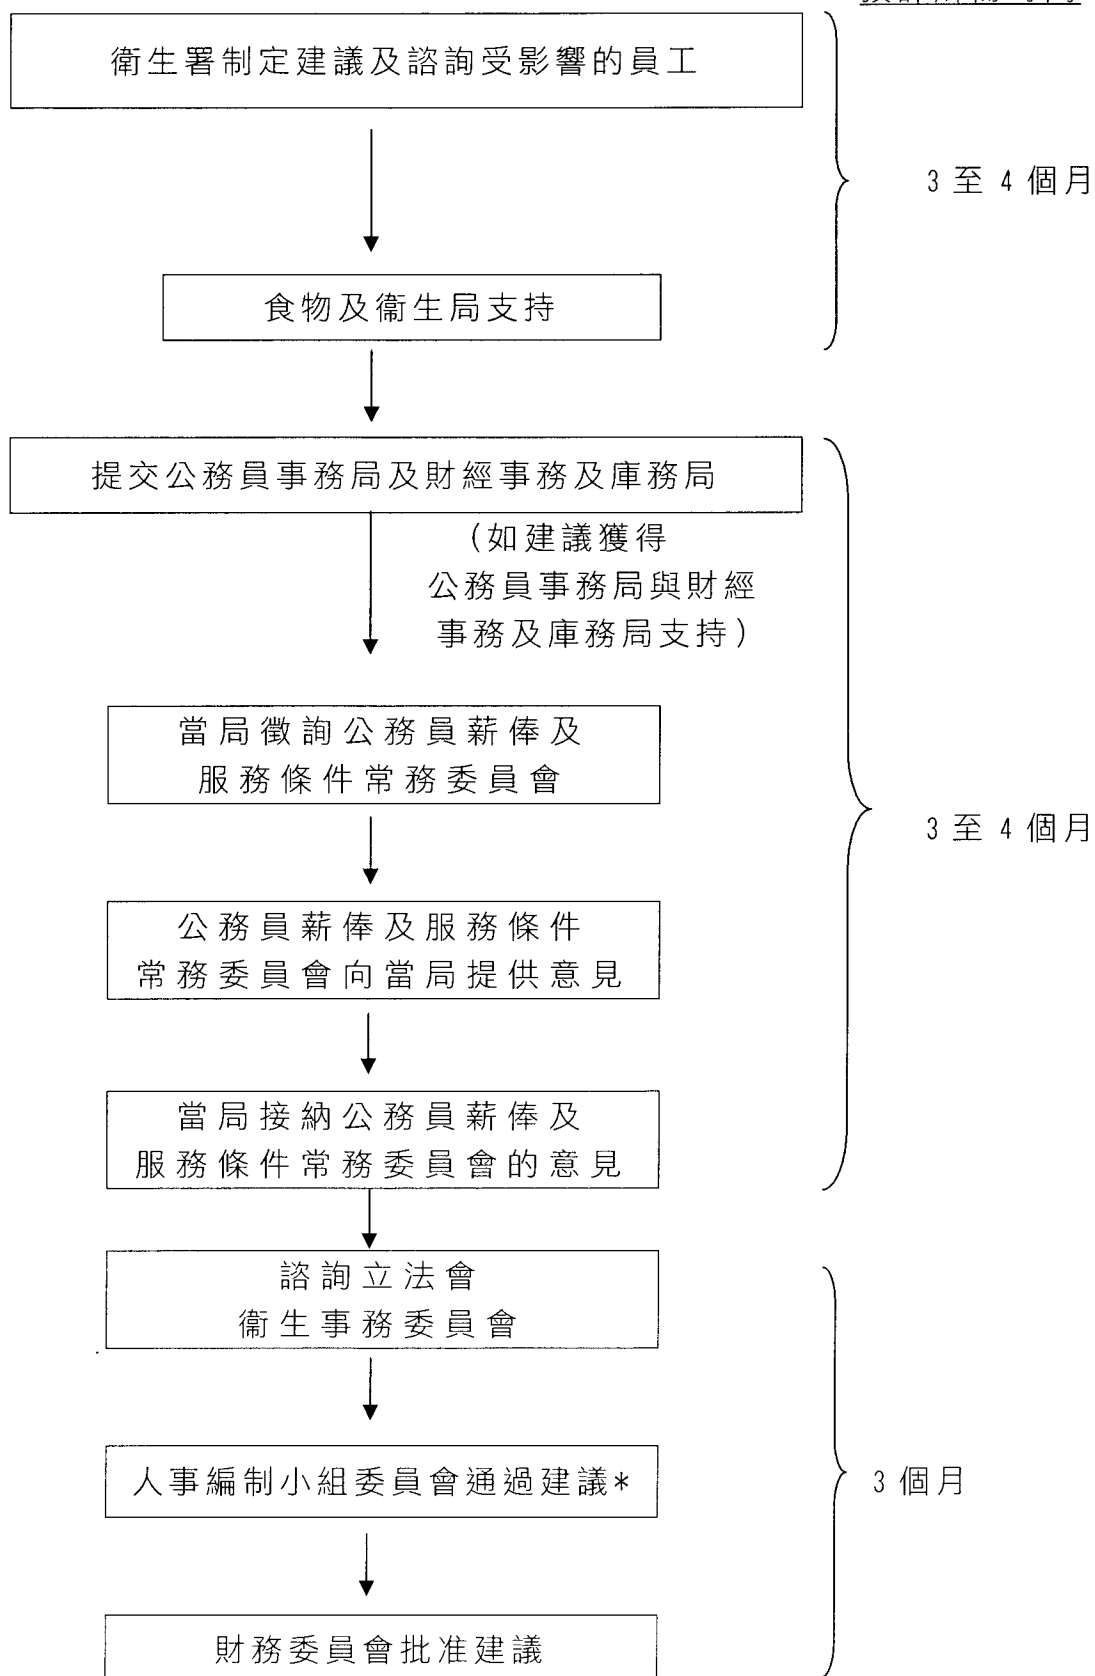 衛生署制定建議及諮詢受影響的員工
3 至 4 個月
食物及衞生局支持
提交公務員事務局及財經事務及庫務局
(如建議獲得
公務員事務局與財經
事務及庫務局支持)
當局徵詢公務員薪俸及
服務條件常務委員會
3 至 4 個月
公務員薪俸及服務條件
常務委員會向當局提供意見
當局接納公務員薪俸及
服務條件常務委員會的意見
諮詢立法會
衞生事務委員會
人事編制小組委員會通過建議*
3 個月
財務委員會批准建議